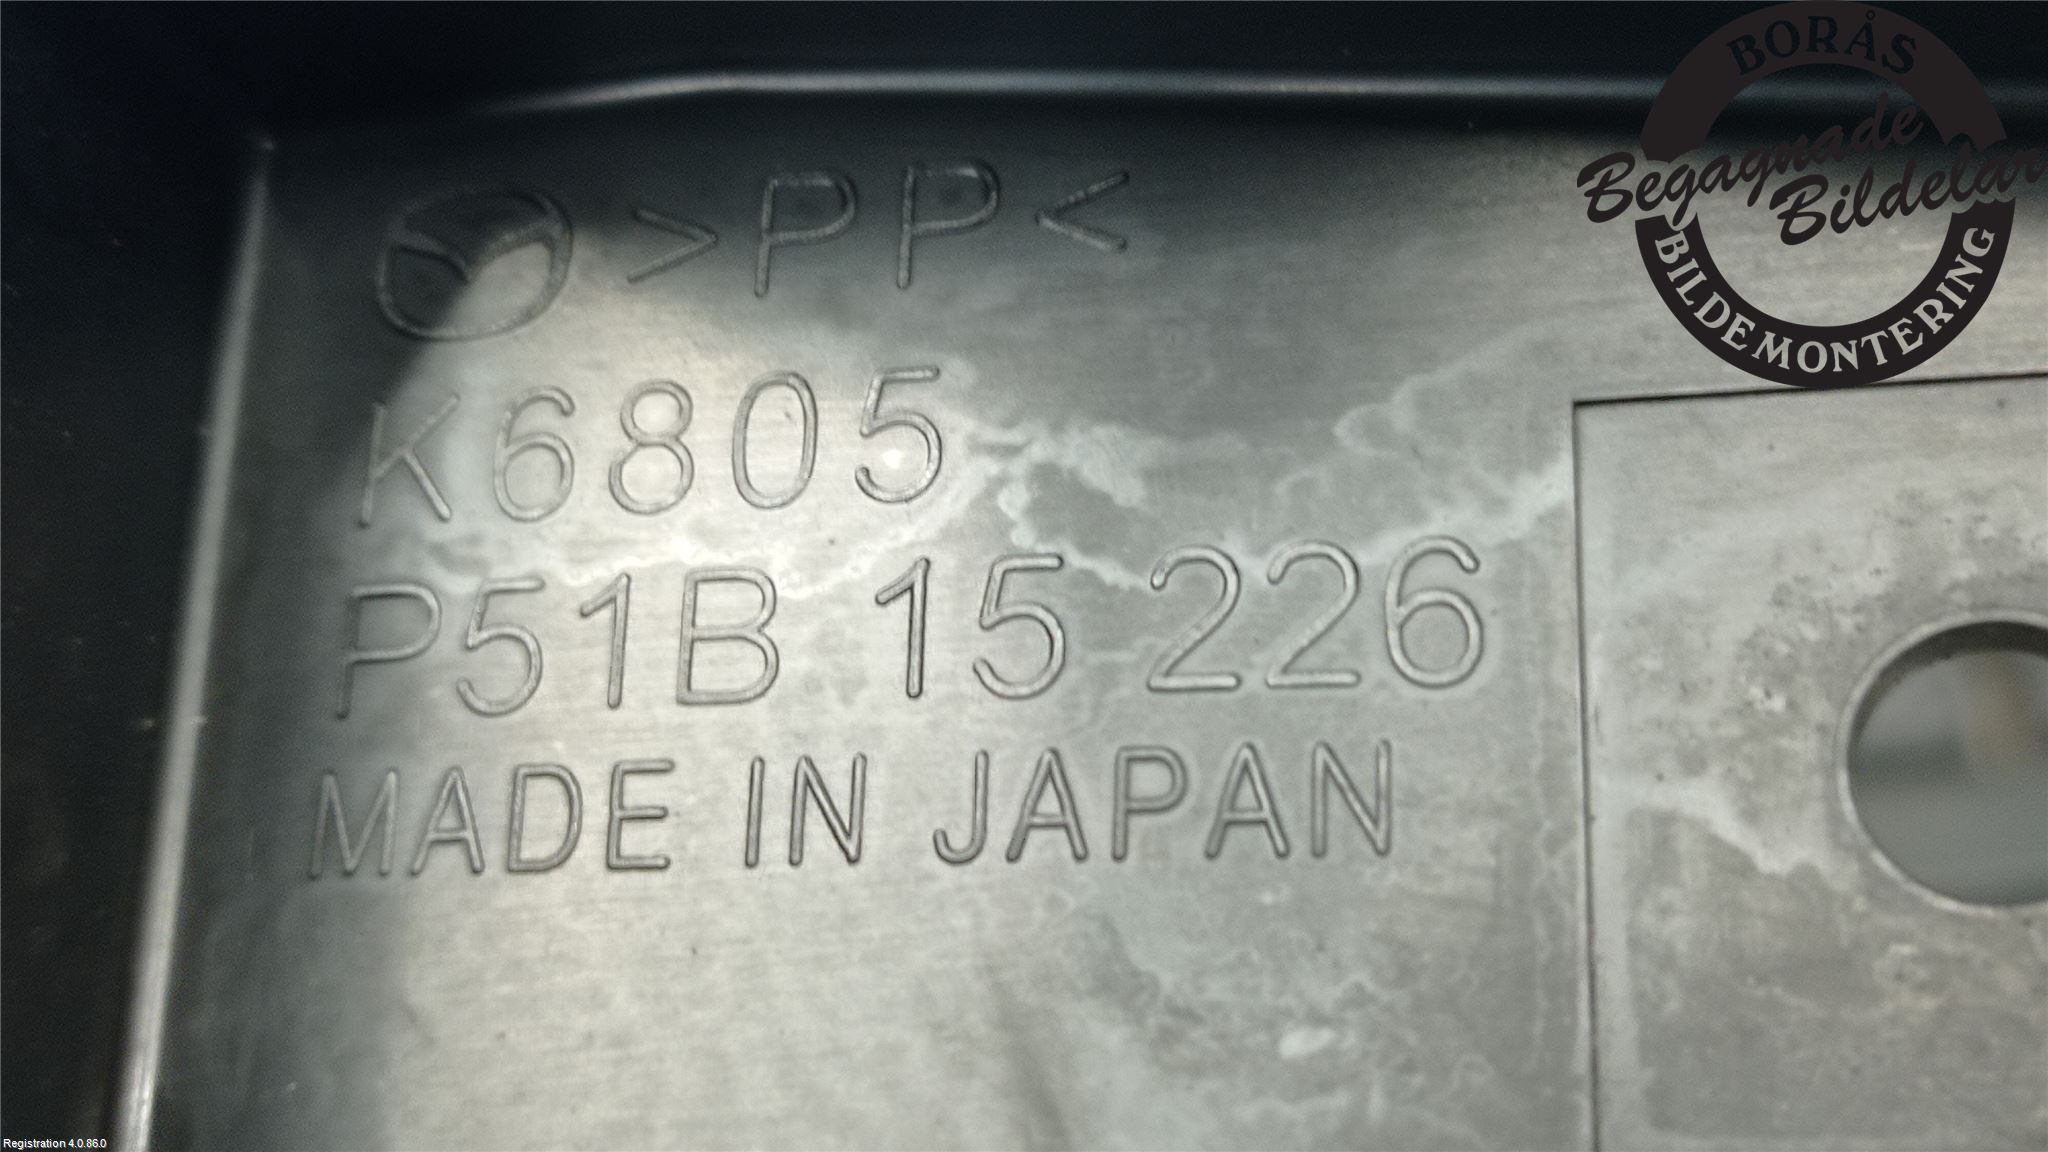 >PP<
K6805
P51B 15 226
MADE IN JAPAN
BORÅS
Begagnade
Bildelar
BILDEMONTERING
Registration 4.0.86.0